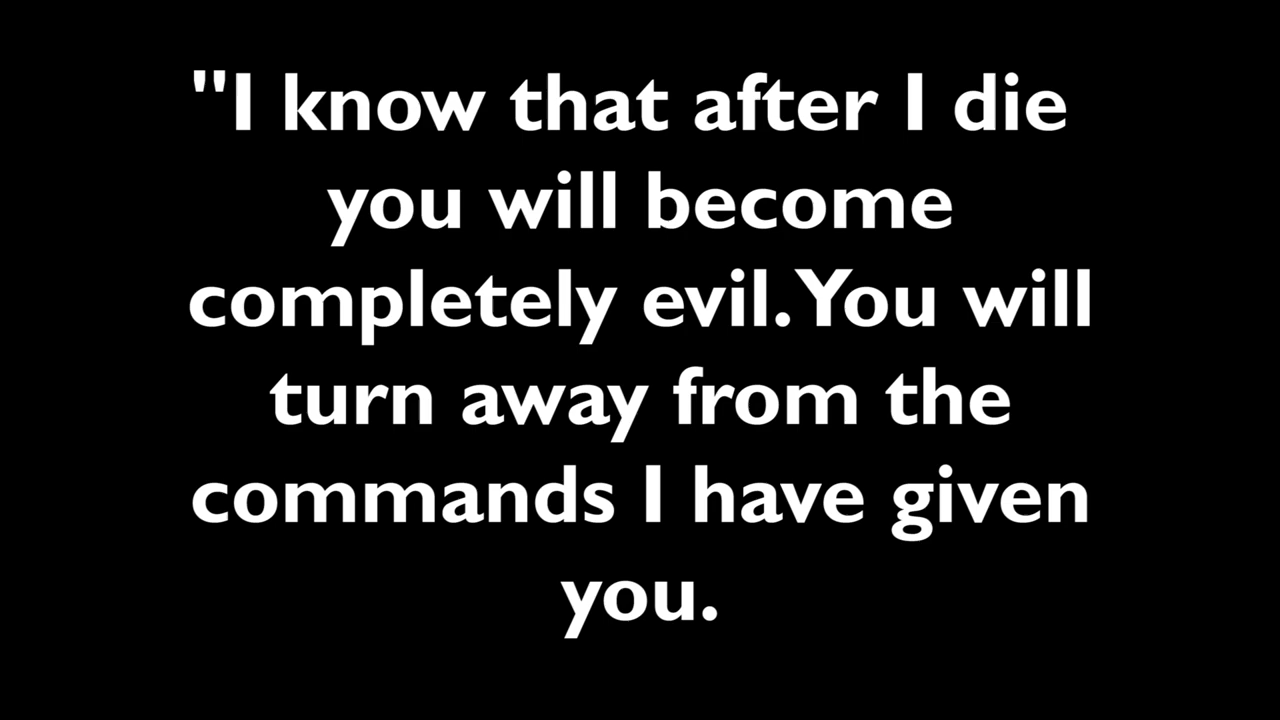 "I know that after I die
you will become
completely evil. You will
turn away from the
commands I have given
you.